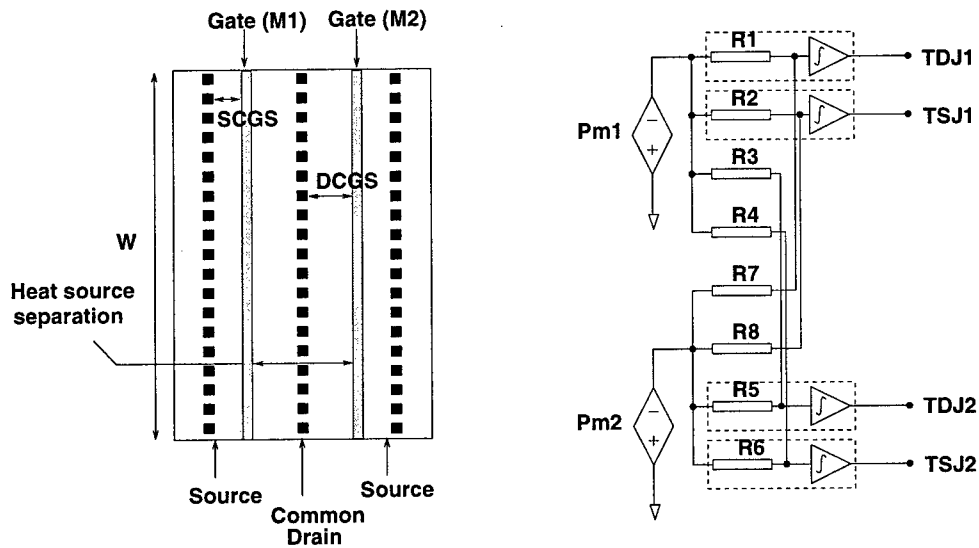 Gate (M1)
Gate (M2)
SCGS
DCGS
W
Heat source
separation
Source
Common
Drain
Source
Pm1
Pm2
R1
R2
R3
R4
R7
R8
R5
R6
∫
∫
∫
∫
−
+
−
+
TDJ1
TSJ1
TDJ2
TSJ2